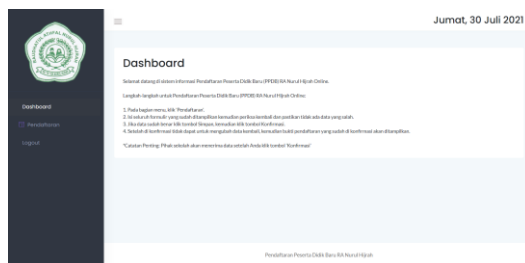 Jumat, 30 Juli 2021
Dashboard
Pendaftaran
Logout
Dashboard
Selamat datang di sistem informasi Pendaftaran Peserta Didik Baru (PPDB) RA Nurul Hijrah Online.
Langkah-langkah untuk Pendaftaran Peserta Didik Baru (PPDB) RA Nurul Hijrah Online:
1. Pada bagian menu, klik 'Pendaftaran'.
2. Isi seluruh formulir yang sudah ditampilkan kemudian periksa kembali dan pastikan tidak ada data yang salah.
3. Jika data sudah benar klik tombol Simpan, kemudian klik tombol Konfirmasi.
4. Setelah di konfirmasi tidak dapat untuk mengubah data kembali, kemudian bukti pendaftaran yang sudah di konfirmasi akan ditampilkan.
*Catatan Penting: Pihak sekolah akan menerima data setelah Anda klik tombol 'Konfirmasi'
Pendaftaran Peserta Didik Baru RA Nurul Hijrah